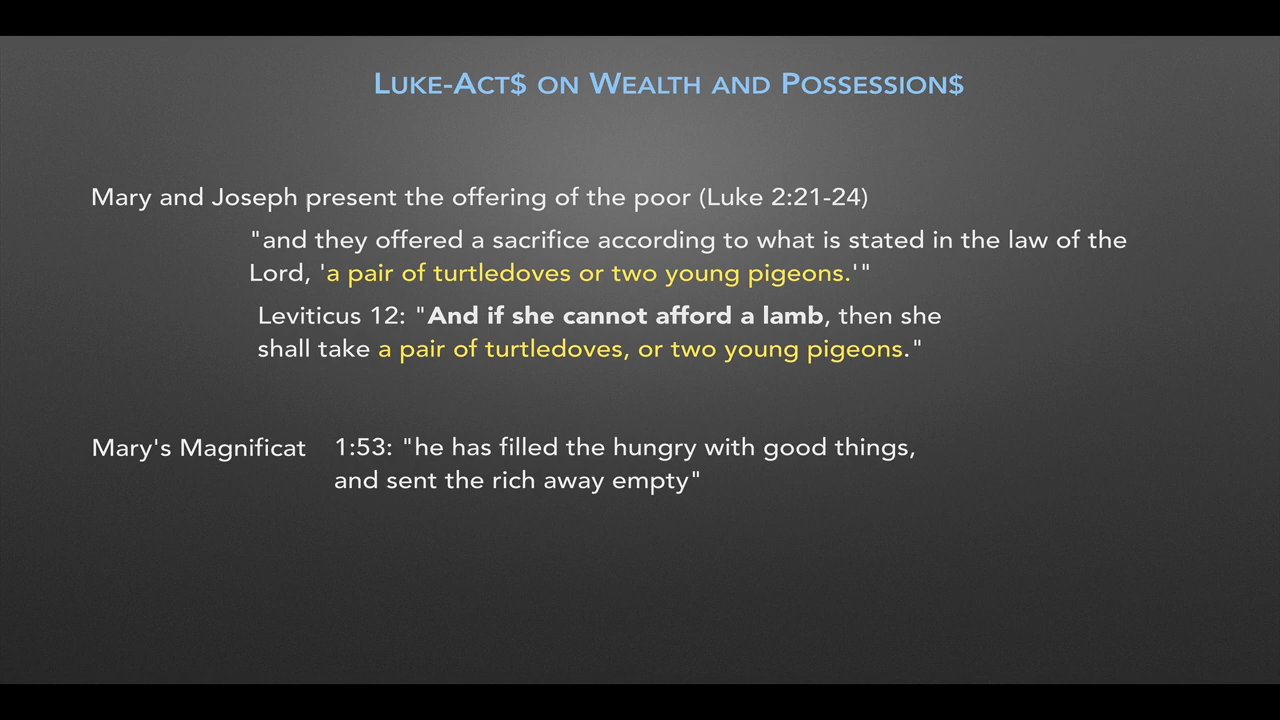 LUKE-ACT$ ON WEALTH AND POSSESSION$
Mary and Joseph present the offering of the poor (Luke 2:21-24)
"and they offered a sacrifice according to what is stated in the law of the
Lord, 'a pair of turtledoves or two young pigeons.'"
Leviticus 12: "And if she cannot afford a lamb, then she
shall take a pair of turtledoves, or two young pigeons."
Mary's Magnificat 1:53: "he has filled the hungry with good things,
and sent the rich away empty"